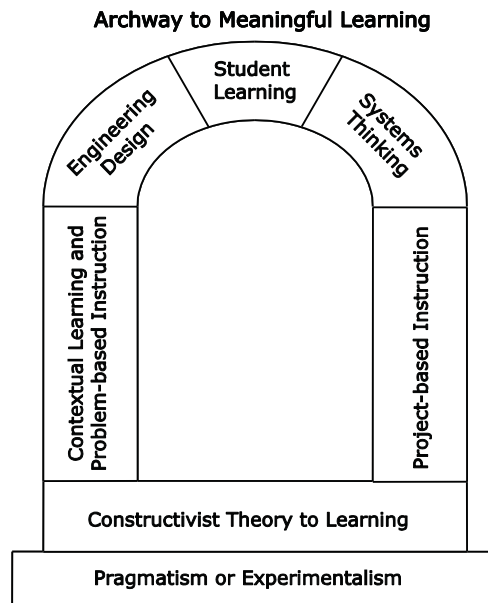 Archway to Meaningful Learning
Student
Learning
Engineering
Design
Systems
Thinking
Contextual Learning and
Problem-based Instruction
Project-based Instruction
Constructivist Theory to Learning
Pragmatism or Experimentalism